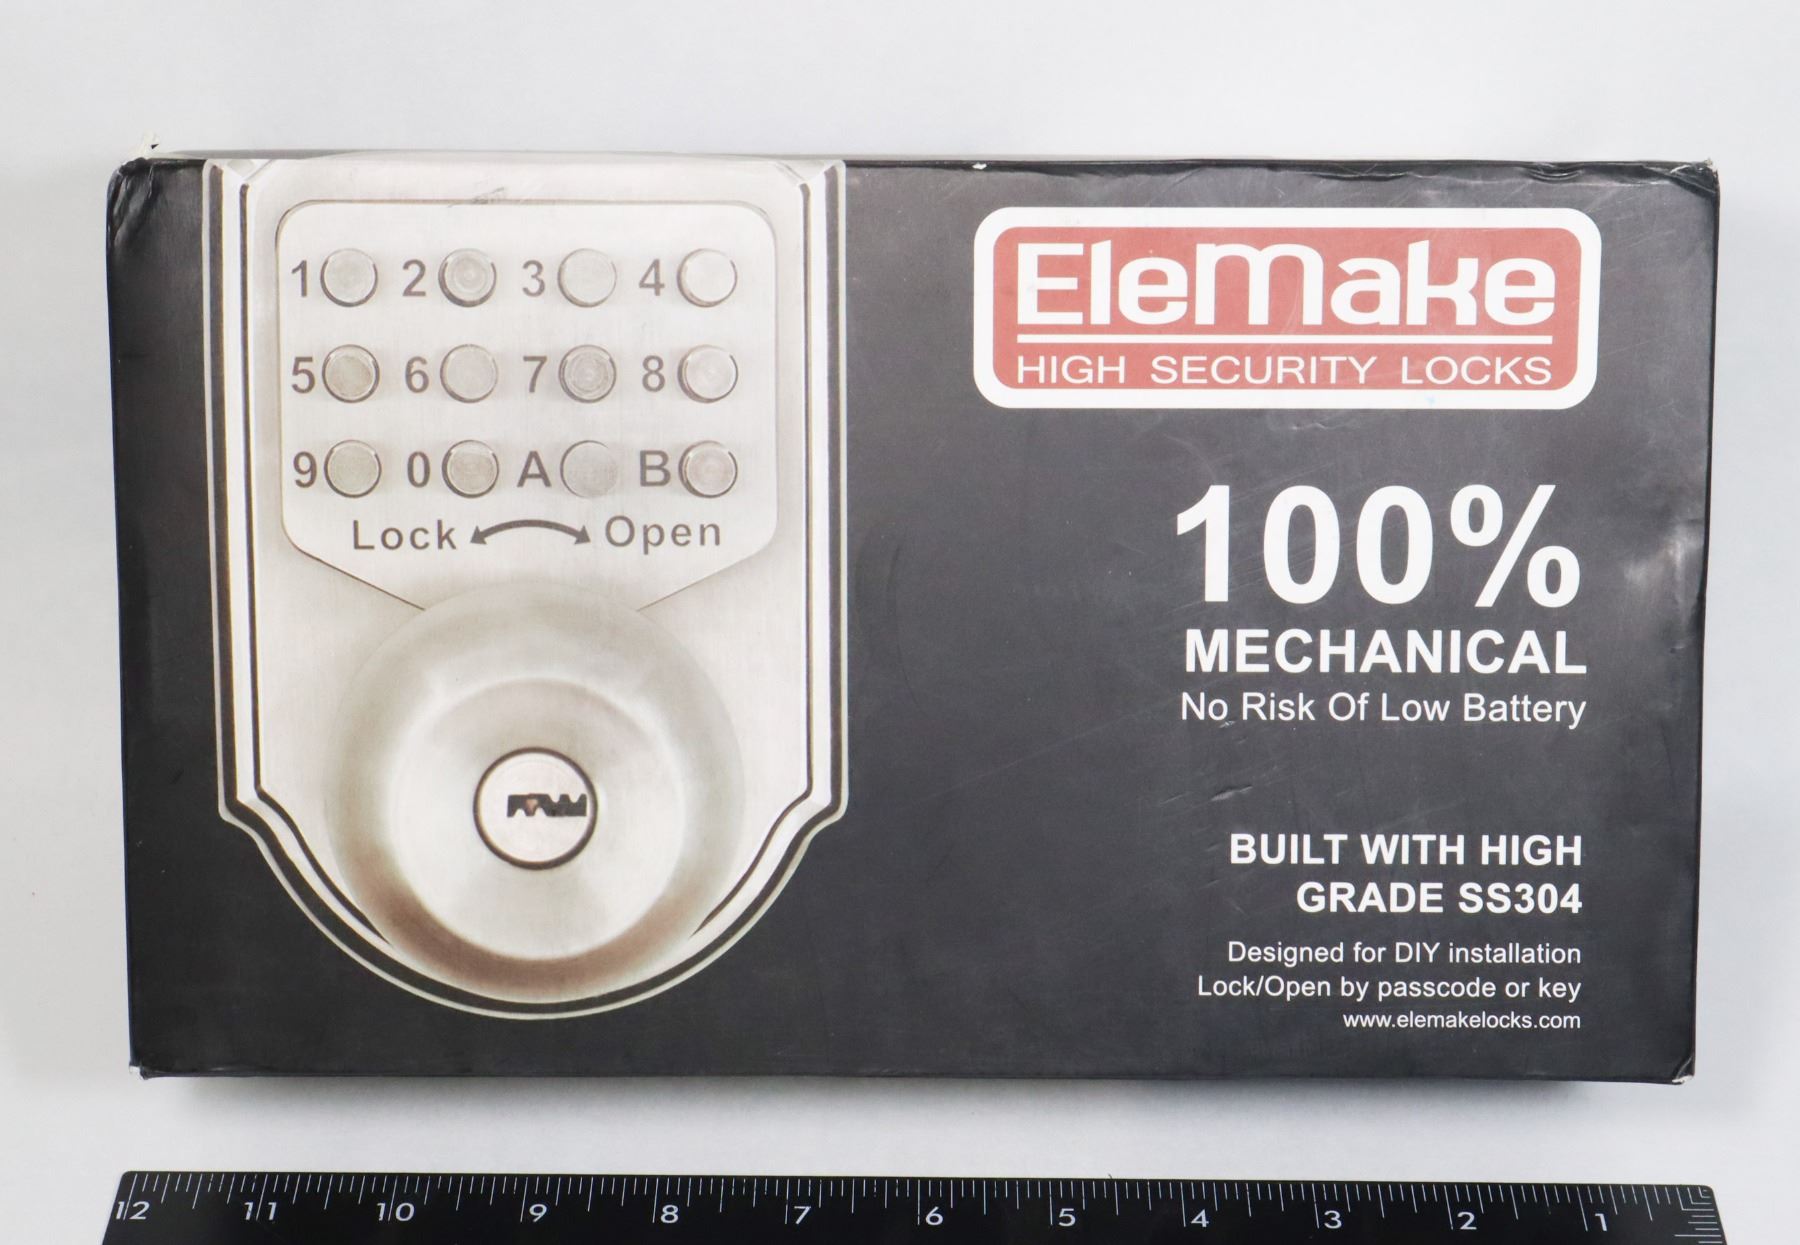 1 2 3 4
5 6 7 8
9 0 A B
Lock Open
EleMake
HIGH SECURITY LOCKS
100%
MECHANICAL
No Risk Of Low Battery
BUILT WITH HIGH
GRADE SS304
Designed for DIY installation
Lock/Open by passcode or key
www.elemakelocks.com
12 11 10 9 8 7 6 5 4 3 2 1